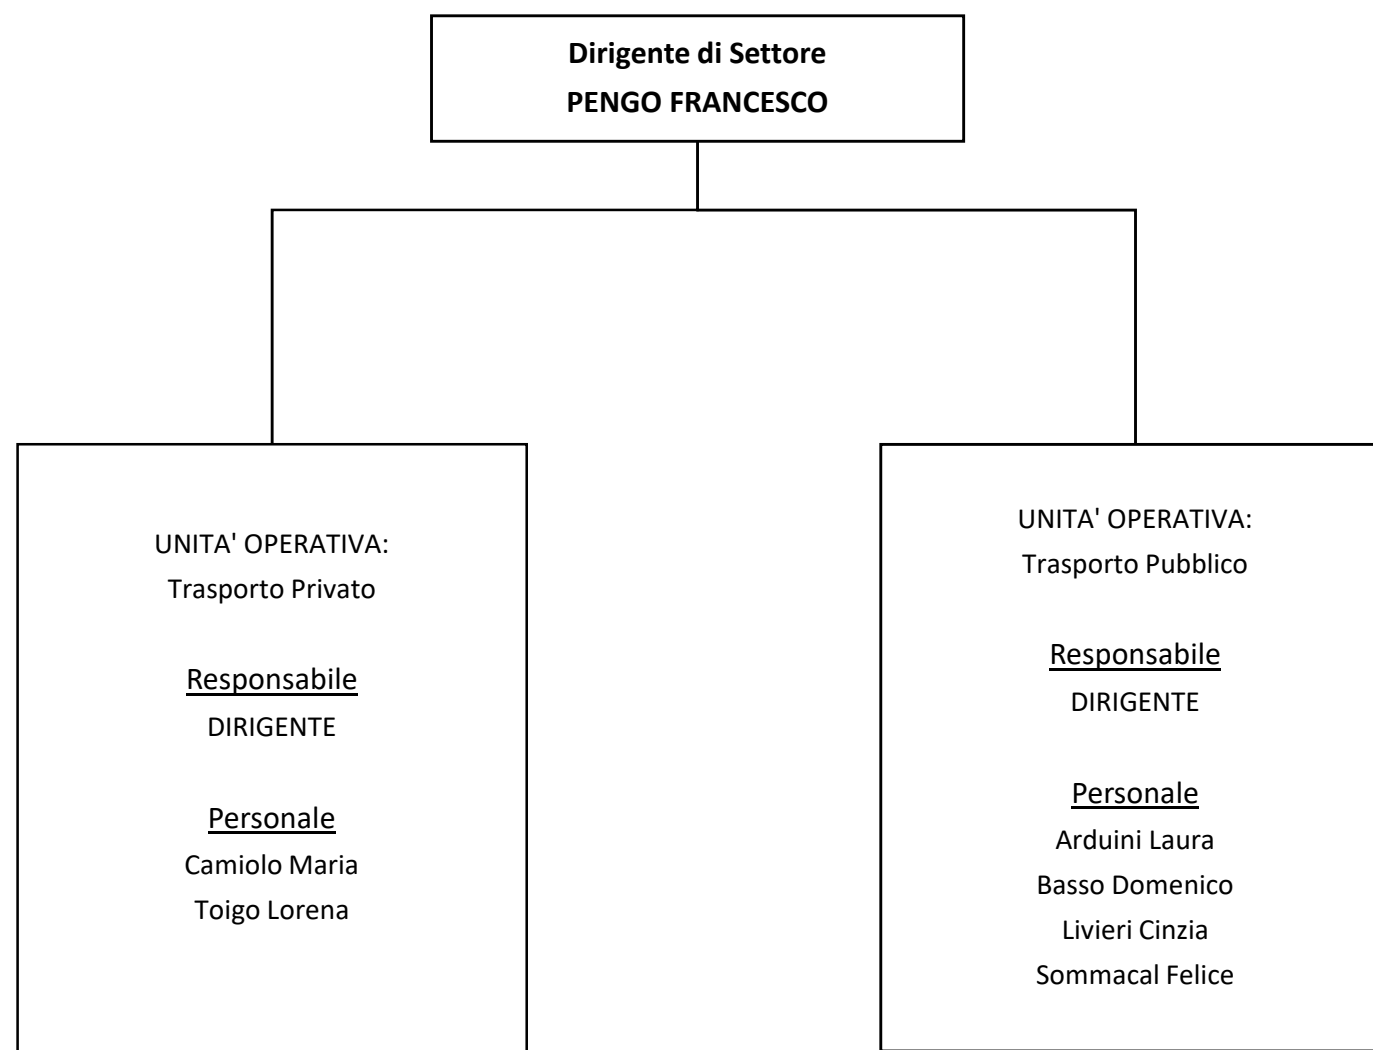 Dirigente di Settore
PENGO FRANCESCO
UNITA' OPERATIVA:
Trasporto Privato
Responsabile
DIRIGENTE
Personale
Camiolo Maria
Toigo Lorena
UNITA' OPERATIVA:
Trasporto Pubblico
Responsabile
DIRIGENTE
Personale
Arduini Laura
Basso Domenico
Livieri Cinzia
Sommacal Felice